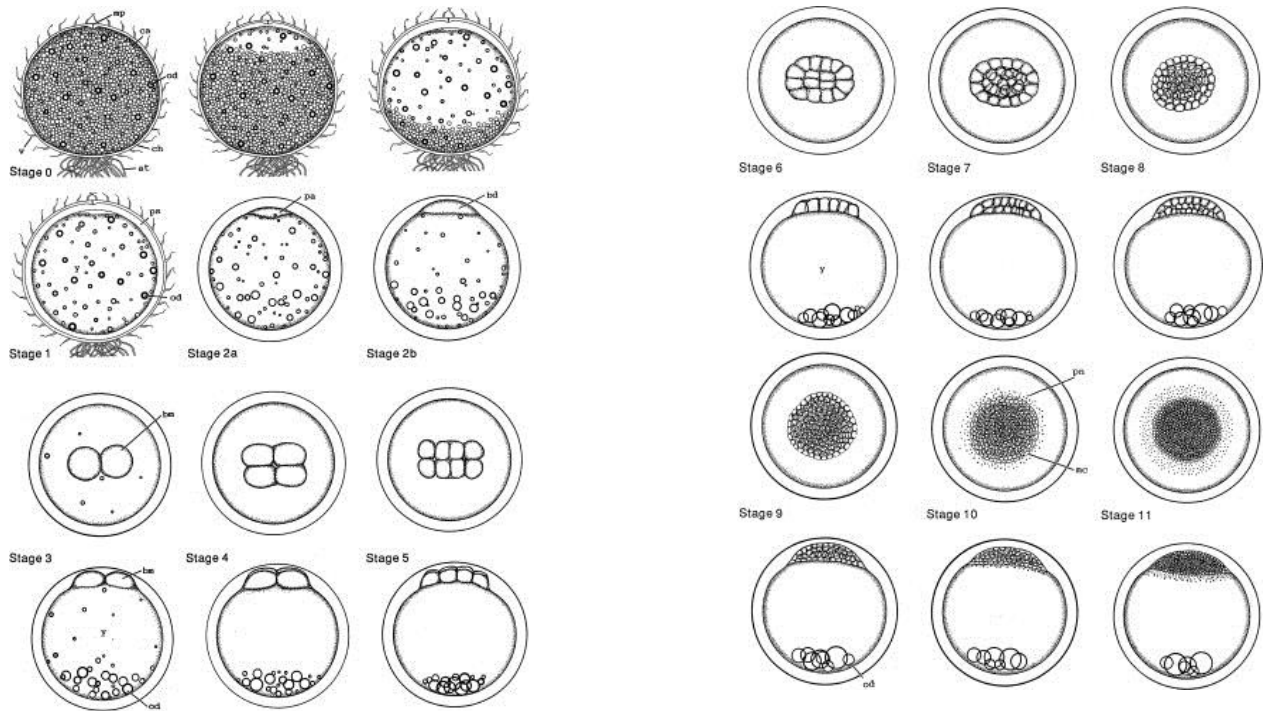 mp
ca
od
v
ch
at
Stage 0
ps
pa
bd
y
od
Stage 1
Stage 2a
Stage 2b
bm
Stage 3
Stage 4
Stage 5
bm
y
od
Stage 6
Stage 7
Stage 8
y
pn
mc
Stage 9
Stage 10
Stage 11
od